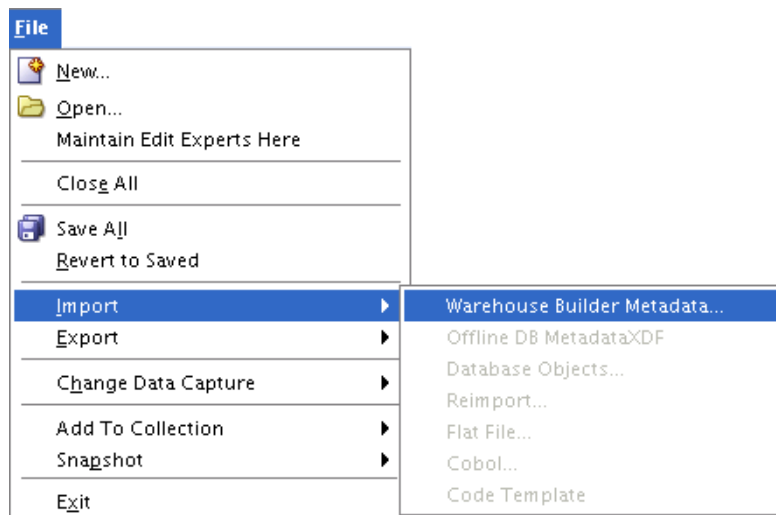 File
New...
Open...
Maintain Edit Experts Here
Close All
Save All
Revert to Saved
Import
Export
Change Data Capture
Add To Collection
Snapshot
Exit
Warehouse Builder Metadata...
Offline DB MetadataXDF
Database Objects...
Reimport...
Flat File...
Cobol...
Code Template